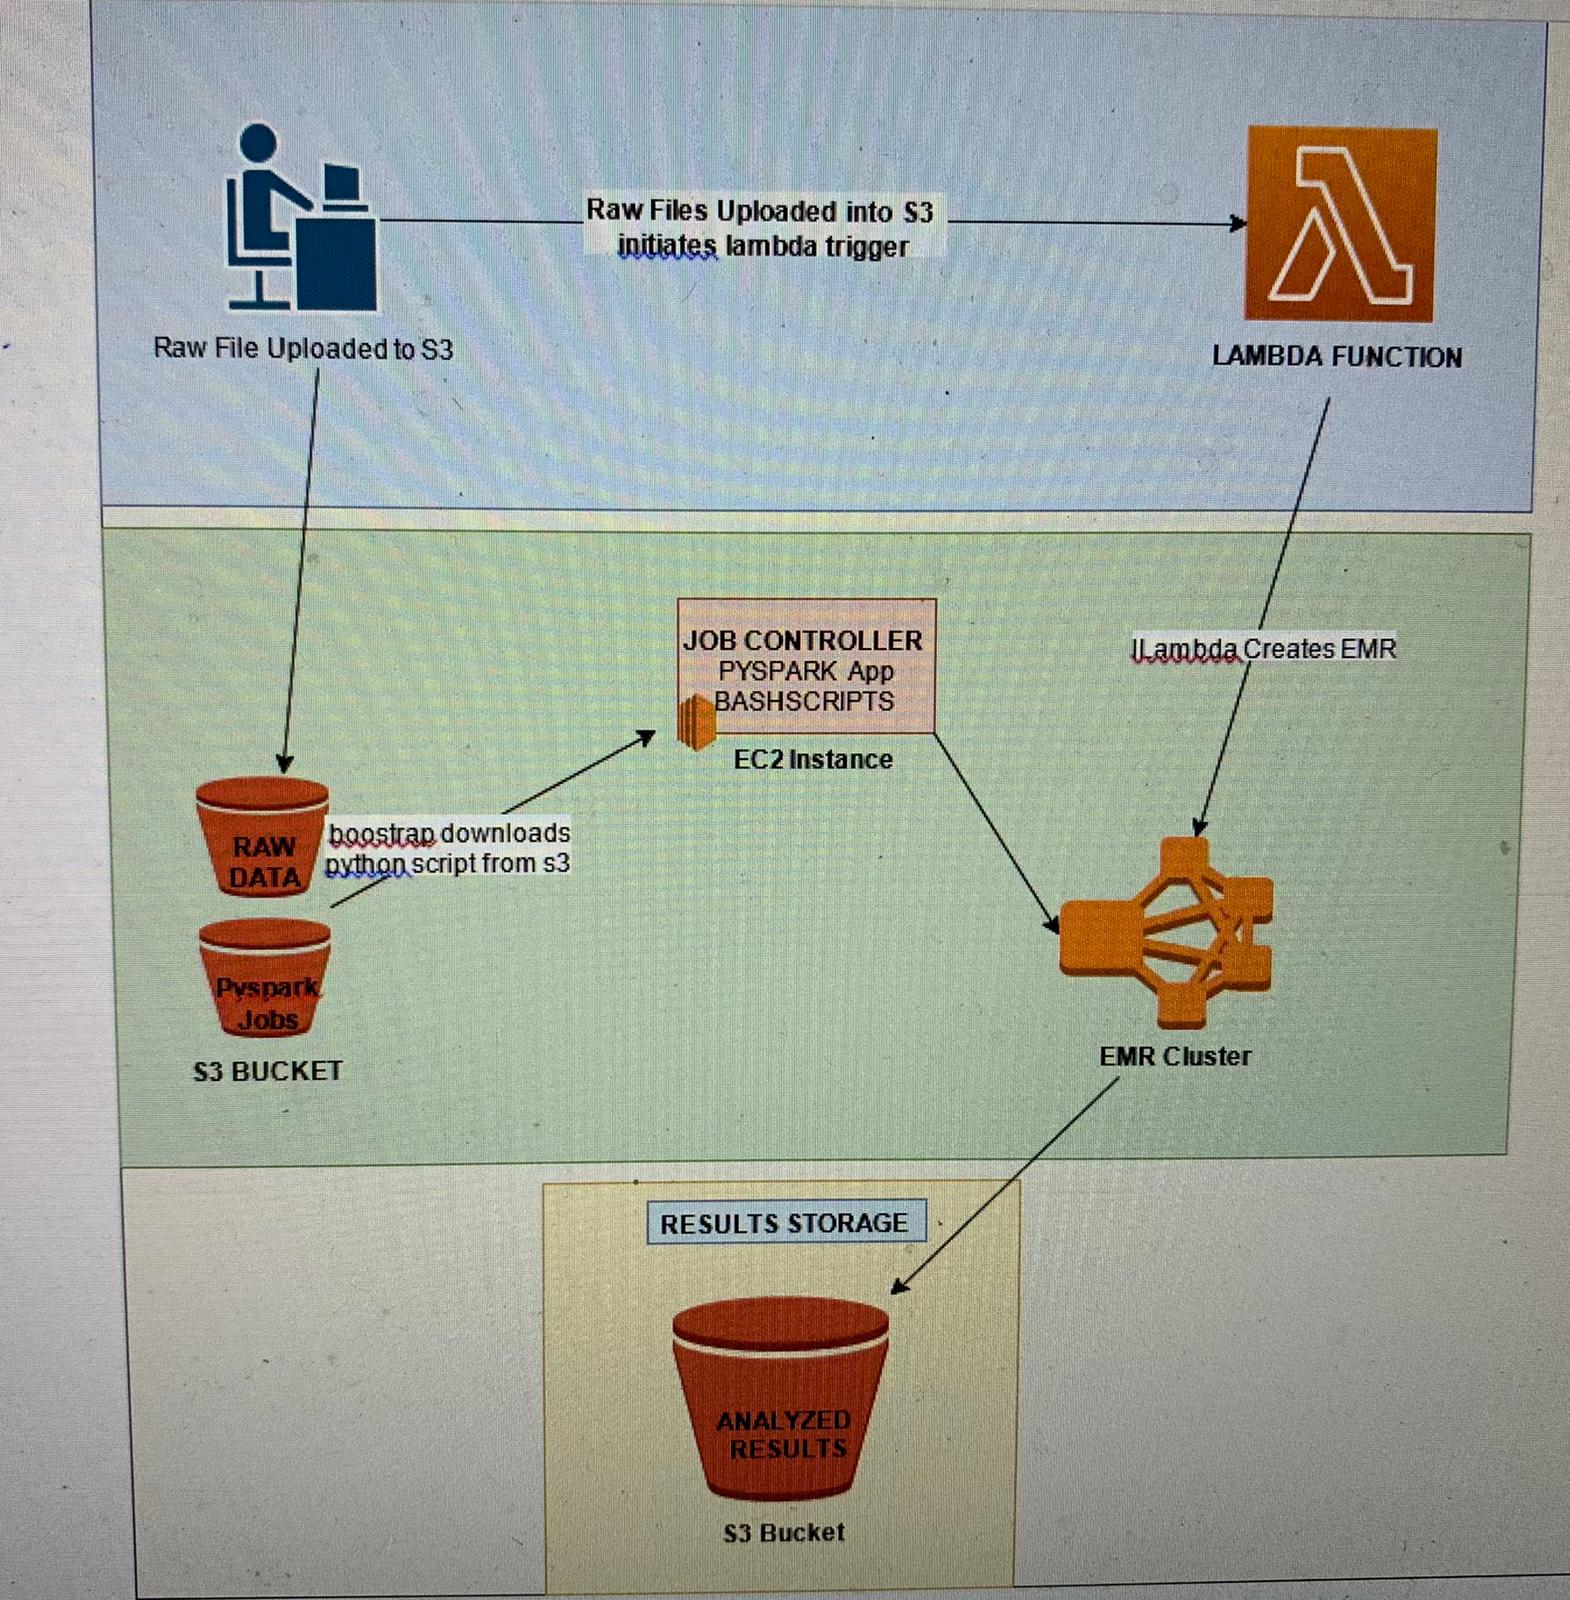 Raw Files Uploaded into S3
initiates lambda trigger
Raw File Uploaded to S3
LAMBDA FUNCTION
JOB CONTROLLER
PYSPARK App
BASHSCRIPTS
EC2 Instance
lLambda Creates EMR
boostrap downloads
python script from s3
RAW
DATA
Pyspark
Jobs
S3 BUCKET
EMR Cluster
RESULTS STORAGE
ANALYZED
RESULTS
S3 Bucket